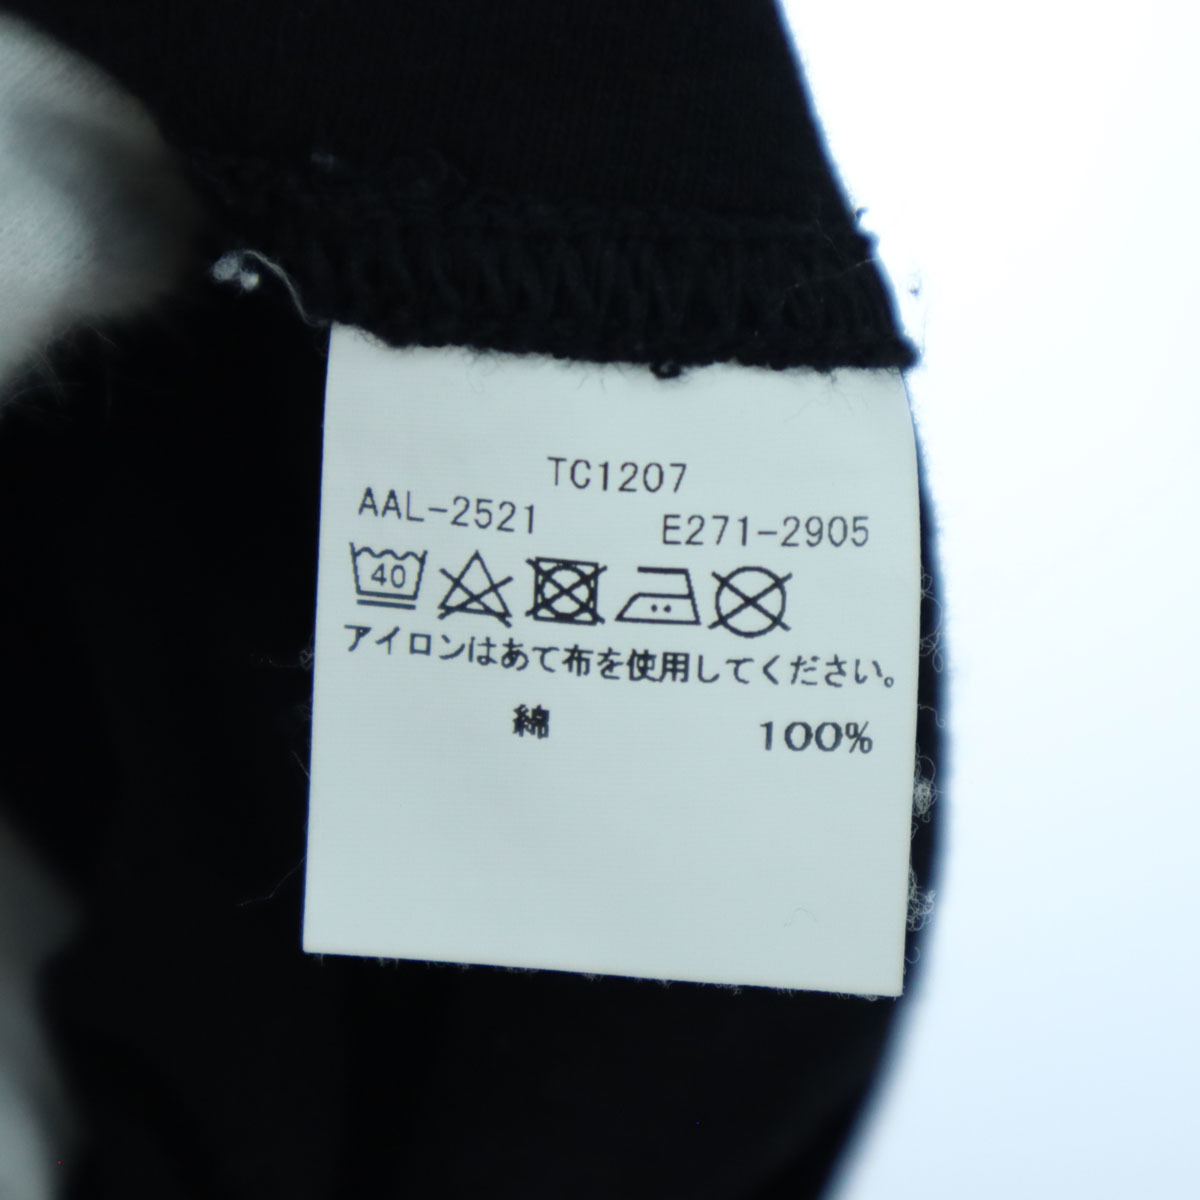 TC1207
AAL-2521 E271-2905
40
アイロンはあて布を使用してください。
綿 100%